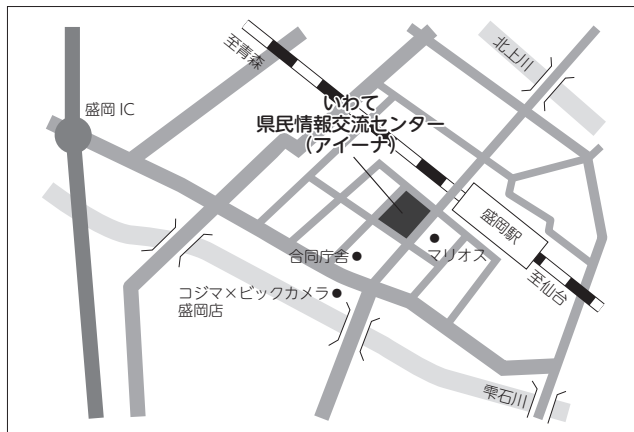 至青森
北上川
盛岡 IC
いわて
県民情報交流センター
(アイーナ)
盛岡駅
マリオス
合同庁舎
至仙台
コジマ×ビックカメラ
盛岡店
雫石川